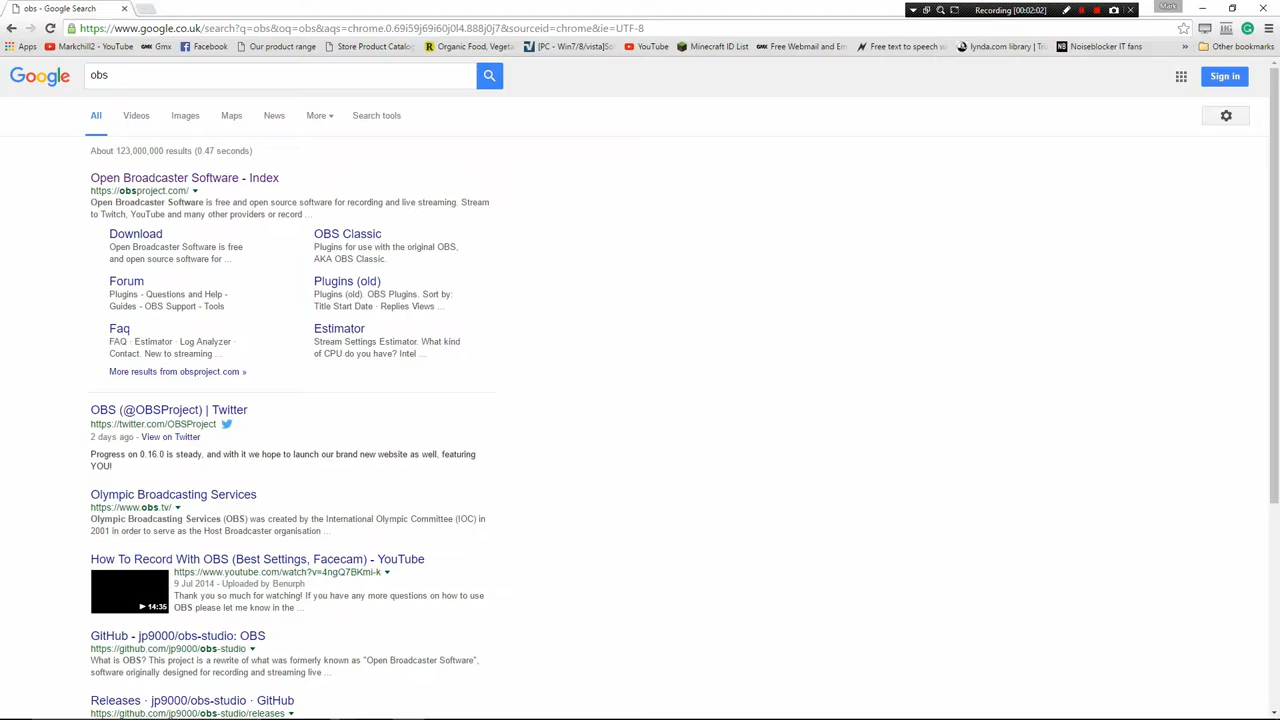 obs - Google Search
Recording [00:02:02]
Mark
https://www.google.co.uk/search?q=obs&oq=obs&aqs=chrome.0.69i59j69i60j0l4.888j0j7&sourceid=chrome&ie=UTF-8
Apps Markchill2 - YouTube Gmx Facebook Our product range Store Product Catalog Organic Food, Vegeta [PC - Win7/8/vista]So YouTube Minecraft ID List Free Webmail and Em Free Text to speech w lynda.com library | Tra Noiseblocker IT fans » Other bookmarks
Google obs Sign in
All Videos Images Maps News More Search tools
About 123,000,000 results (0.47 seconds)
Open Broadcaster Software - Index
https://obsproject.com/
Open Broadcaster Software is free and open source software for recording and live streaming. Stream
to Twitch, YouTube and many other providers or record ...
Download
Open Broadcaster Software is free
and open source software for ...
OBS Classic
Plugins for use with the original OBS,
AKA OBS Classic.
Forum
Plugins - Questions and Help -
Guides - OBS Support - Tools
Plugins (old)
Plugins (old). OBS Plugins. Sort by:
Title Start Date · Replies Views ...
Faq
FAQ · Estimator · Log Analyzer ·
Contact. New to streaming ...
Estimator
Stream Settings Estimator. What kind
of CPU do you have? Intel ...
More results from obsproject.com »
OBS (@OBSProject) | Twitter
https://twitter.com/OBSProject
2 days ago - View on Twitter
Progress on 0.16.0 is steady, and with it we hope to launch our brand new website as well, featuring
YOU!
Olympic Broadcasting Services
https://www.obs.tv/
Olympic Broadcasting Services (OBS) was created by the International Olympic Committee (IOC) in
2001 in order to serve as the Host Broadcaster organisation ...
How To Record With OBS (Best Settings, Facecam) - YouTube
https://www.youtube.com/watch?v=4ngQ7BKmi-k
9 Jul 2014 - Uploaded by Benurph
Thank you so much for watching! If you have any more questions on how to use
OBS please let me know in the ...
14:35
GitHub - jp9000/obs-studio: OBS
https://github.com/jp9000/obs-studio
What is OBS? This project is a rewrite of what was formerly known as "Open Broadcaster Software",
software originally designed for recording and streaming live ...
Releases · jp9000/obs-studio · GitHub
https://github.com/jp9000/obs-studio/releases